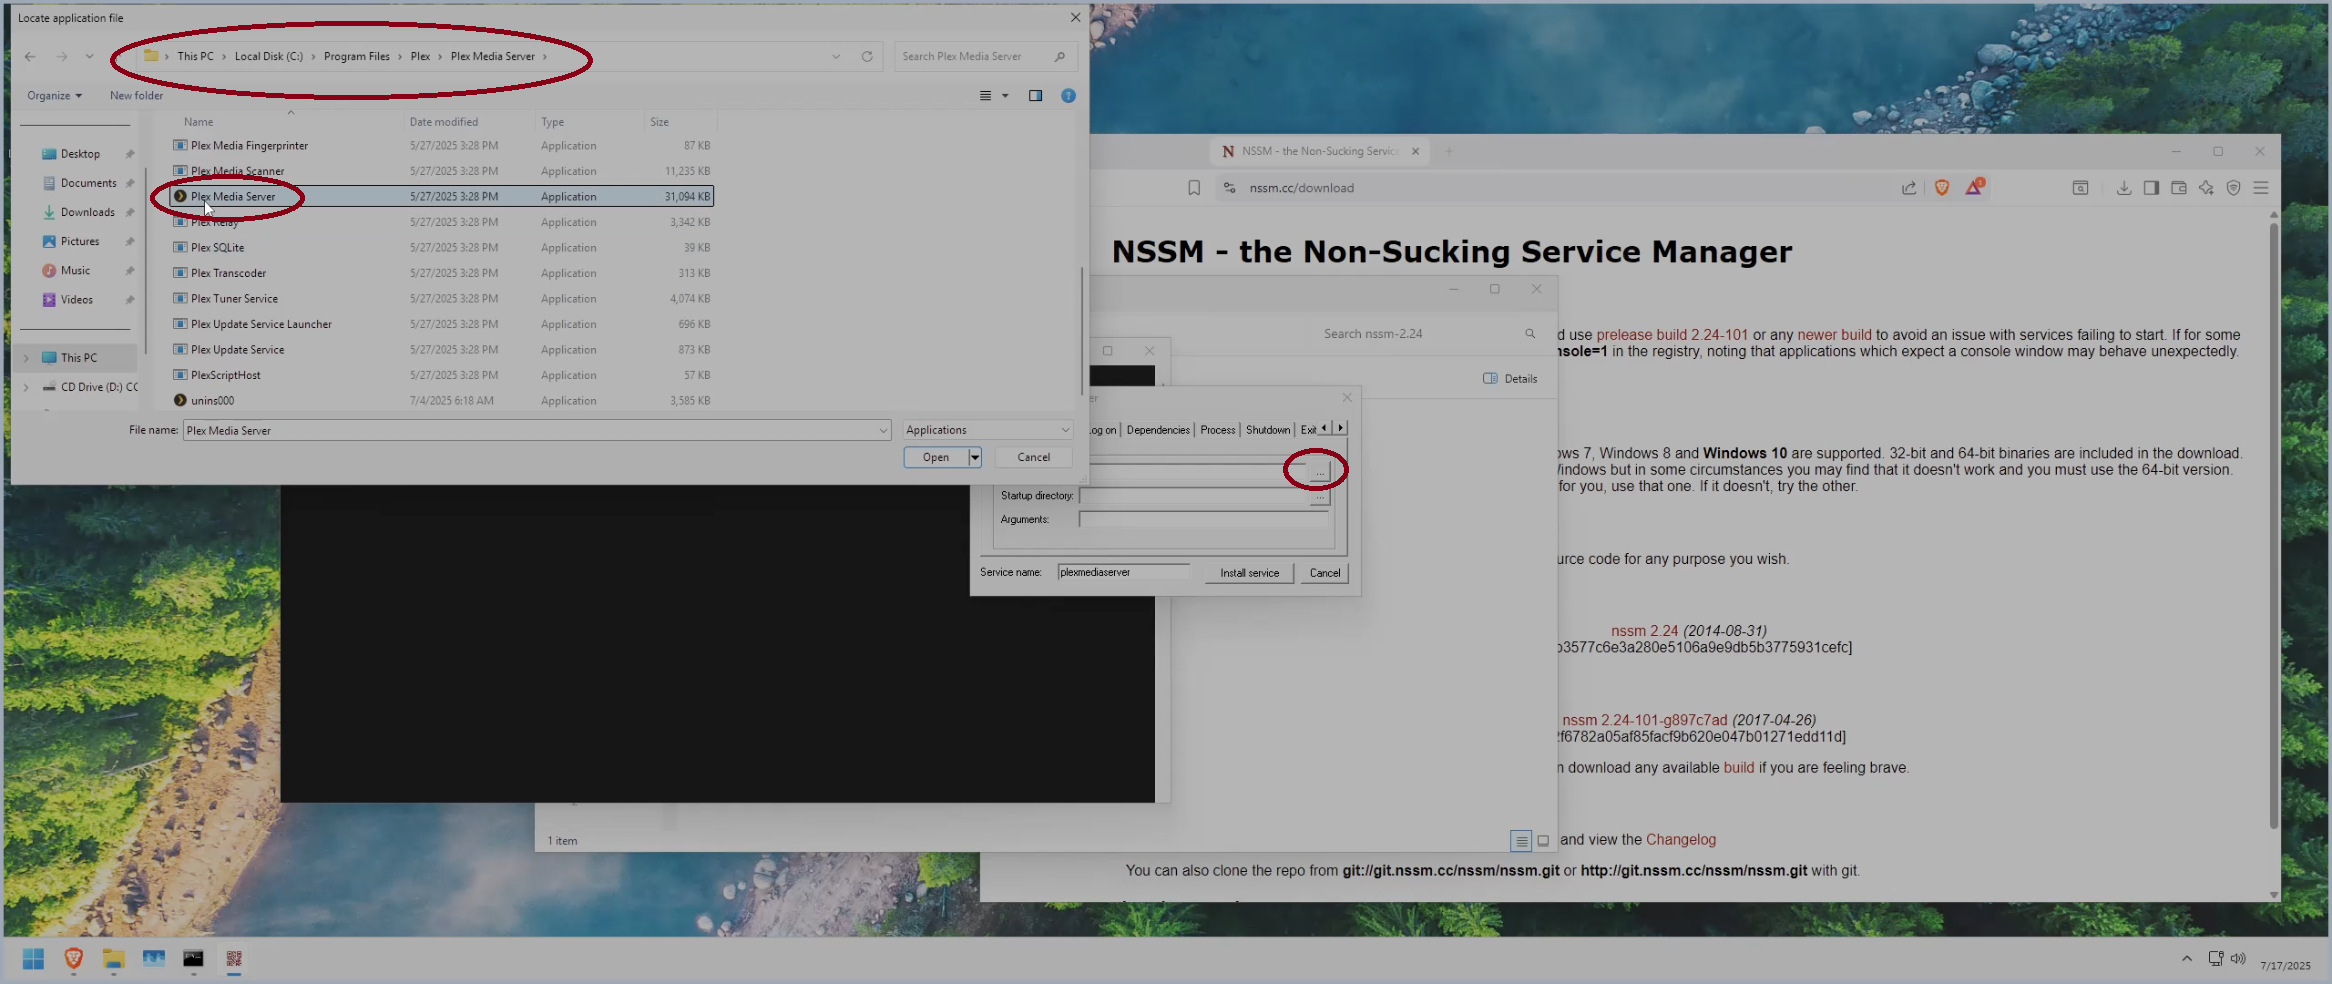 Locate application file
This PC > Local Disk (C:) > Program Files > Plex > Plex Media Server >
Search Plex Media Server
Organize
New folder
Name Date modified Type Size
Desktop
Documents
Downloads
Pictures
Music
Videos
This PC
CD Drive (D:) CC
Plex Media Fingerprinter 5/27/2025 3:28 PM Application 87 KB
Plex Media Scanner 5/27/2025 3:28 PM Application 11,235 KB
Plex Media Server 5/27/2025 3:28 PM Application 31,094 KB
Plex Relay 5/27/2025 3:28 PM Application 3,342 KB
Plex SQLite 5/27/2025 3:28 PM Application 39 KB
Plex Transcoder 5/27/2025 3:28 PM Application 313 KB
Plex Tuner Service 5/27/2025 3:28 PM Application 4,074 KB
Plex Update Service Launcher 5/27/2025 3:28 PM Application 696 KB
Plex Update Service 5/27/2025 3:28 PM Application 873 KB
PlexScriptHost 5/27/2025 3:28 PM Application 57 KB
unins000 7/4/2025 6:18 AM Application 3,585 KB
File name: Plex Media Server
Applications
Open
Cancel
NSSM - the Non-Sucking Servic
nssm.cc/download
NSSM - the Non-Sucking Service Manager
d use prelease build 2.24-101 or any newer build to avoid an issue with services failing to start. If for some
nsole=1 in the registry, noting that applications which expect a console window may behave unexpectedly.
Search nssm-2.24
Details
og on Dependencies Process Shutdown Exit
...
Startup directory: ...
Arguments:
Service name: plexmediaserver
Install service
Cancel
ows 7, Windows 8 and Windows 10 are supported. 32-bit and 64-bit binaries are included in the download.
Windows but in some circumstances you may find that it doesn't work and you must use the 64-bit version.
for you, use that one. If it doesn't, try the other.
urce code for any purpose you wish.
nssm 2.24 (2014-08-31)
b3577c6e3a280e5106a9e9db5b3775931cefc]
nssm 2.24-101-g897c7ad (2017-04-26)
2f6782a05af85facf9b620e047b01271edd11d]
n download any available build if you are feeling brave.
and view the Changelog
You can also clone the repo from git://git.nssm.cc/nssm/nssm.git or http://git.nssm.cc/nssm/nssm.git with git.
1 item
7/17/2025